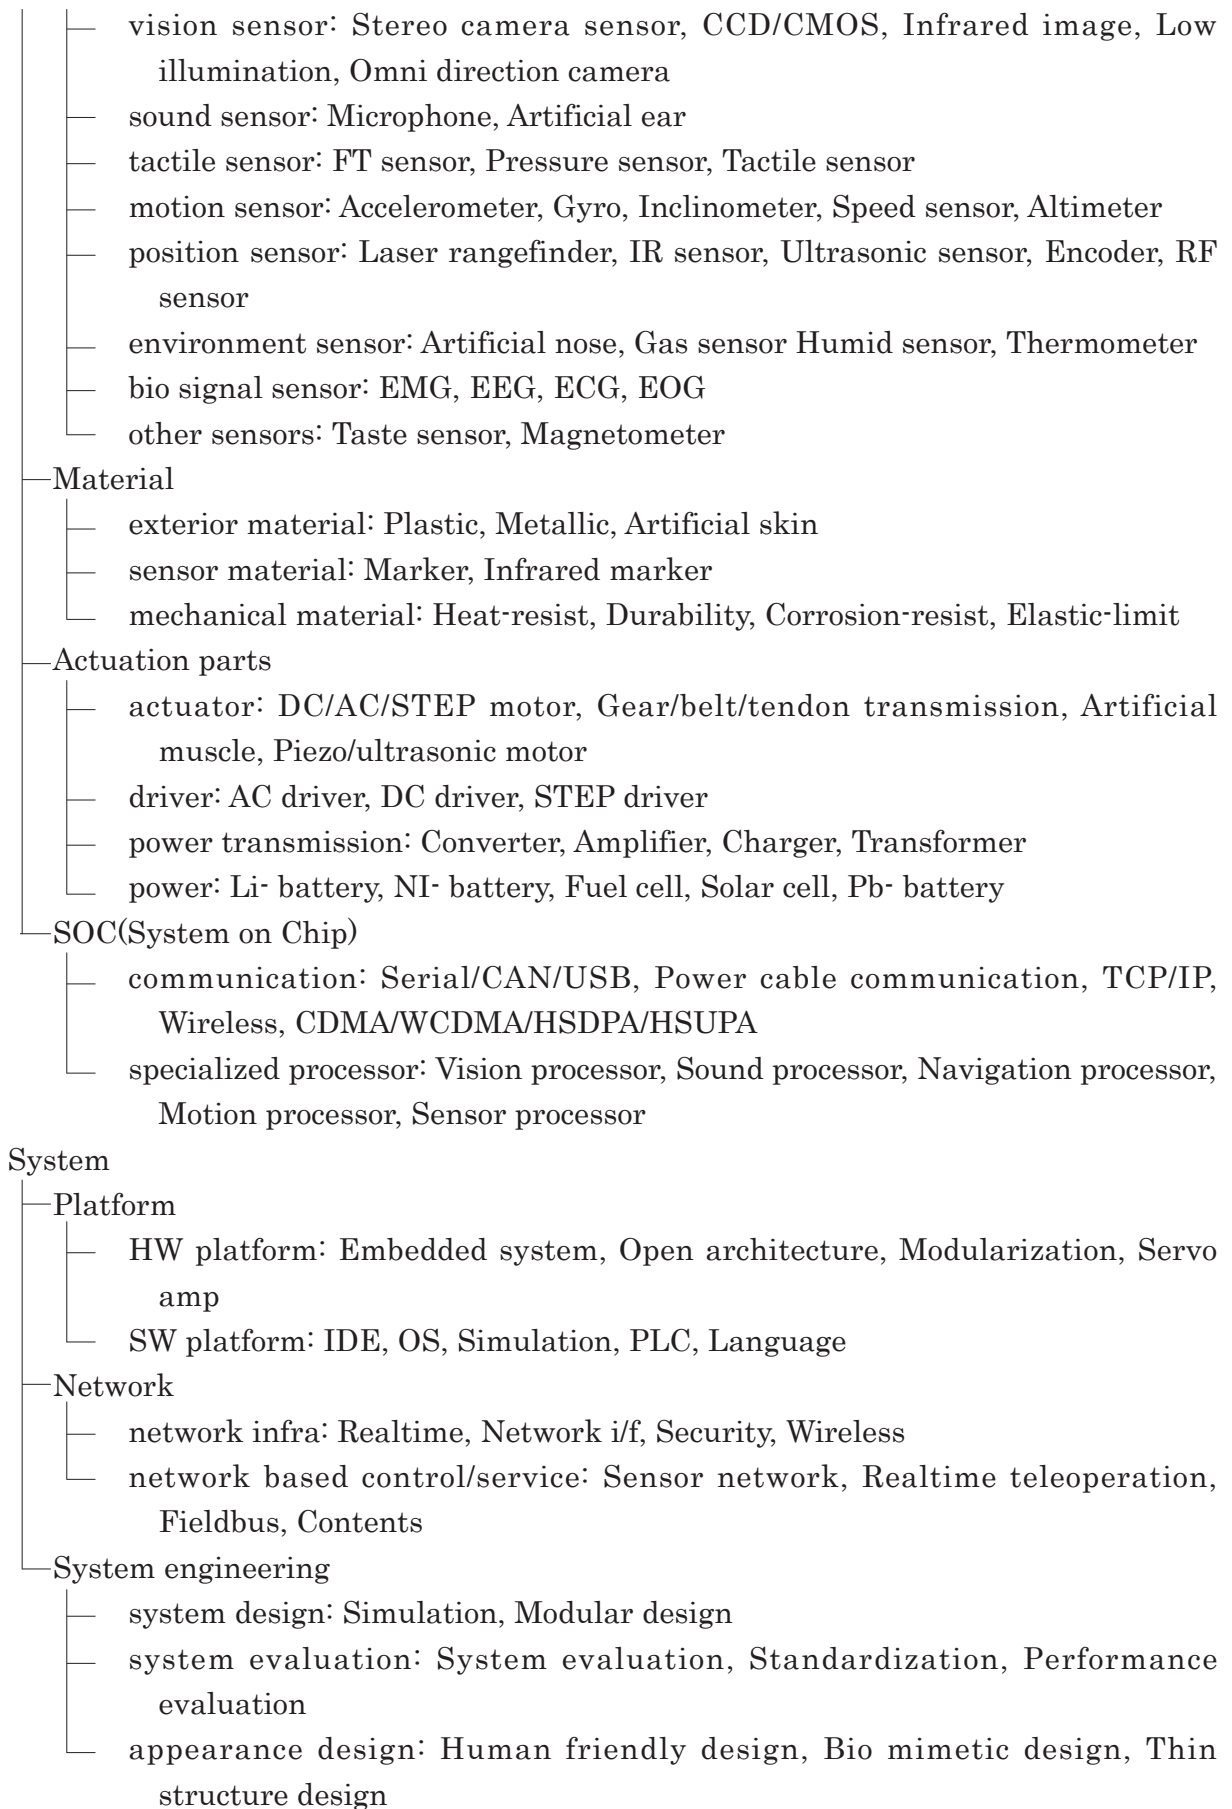 vision sensor: Stereo camera sensor, CCD/CMOS, Infrared image, Low
illumination, Omni direction camera
sound sensor: Microphone, Artificial ear
tactile sensor: FT sensor, Pressure sensor, Tactile sensor
motion sensor: Accelerometer, Gyro, Inclinometer, Speed sensor, Altimeter
position sensor: Laser rangefinder, IR sensor, Ultrasonic sensor, Encoder, RF
sensor
environment sensor: Artificial nose, Gas sensor Humid sensor, Thermometer
bio signal sensor: EMG, EEG, ECG, EOG
other sensors: Taste sensor, Magnetometer
Material
exterior material: Plastic, Metallic, Artificial skin
sensor material: Marker, Infrared marker
mechanical material: Heat-resist, Durability, Corrosion-resist, Elastic-limit
Actuation parts
actuator: DC/AC/STEP motor, Gear/belt/tendon transmission, Artificial
muscle, Piezo/ultrasonic motor
driver: AC driver, DC driver, STEP driver
power transmission: Converter, Amplifier, Charger, Transformer
power: Li- battery, NI- battery, Fuel cell, Solar cell, Pb- battery
SOC(System on Chip)
communication: Serial/CAN/USB, Power cable communication, TCP/IP,
Wireless, CDMA/WCDMA/HSDPA/HSUPA
specialized processor: Vision processor, Sound processor, Navigation processor,
Motion processor, Sensor processor
System
Platform
HW platform: Embedded system, Open architecture, Modularization, Servo
amp
SW platform: IDE, OS, Simulation, PLC, Language
Network
network infra: Realtime, Network i/f, Security, Wireless
network based control/service: Sensor network, Realtime teleoperation,
Fieldbus, Contents
System engineering
system design: Simulation, Modular design
system evaluation: System evaluation, Standardization, Performance
evaluation
appearance design: Human friendly design, Bio mimetic design, Thin
structure design